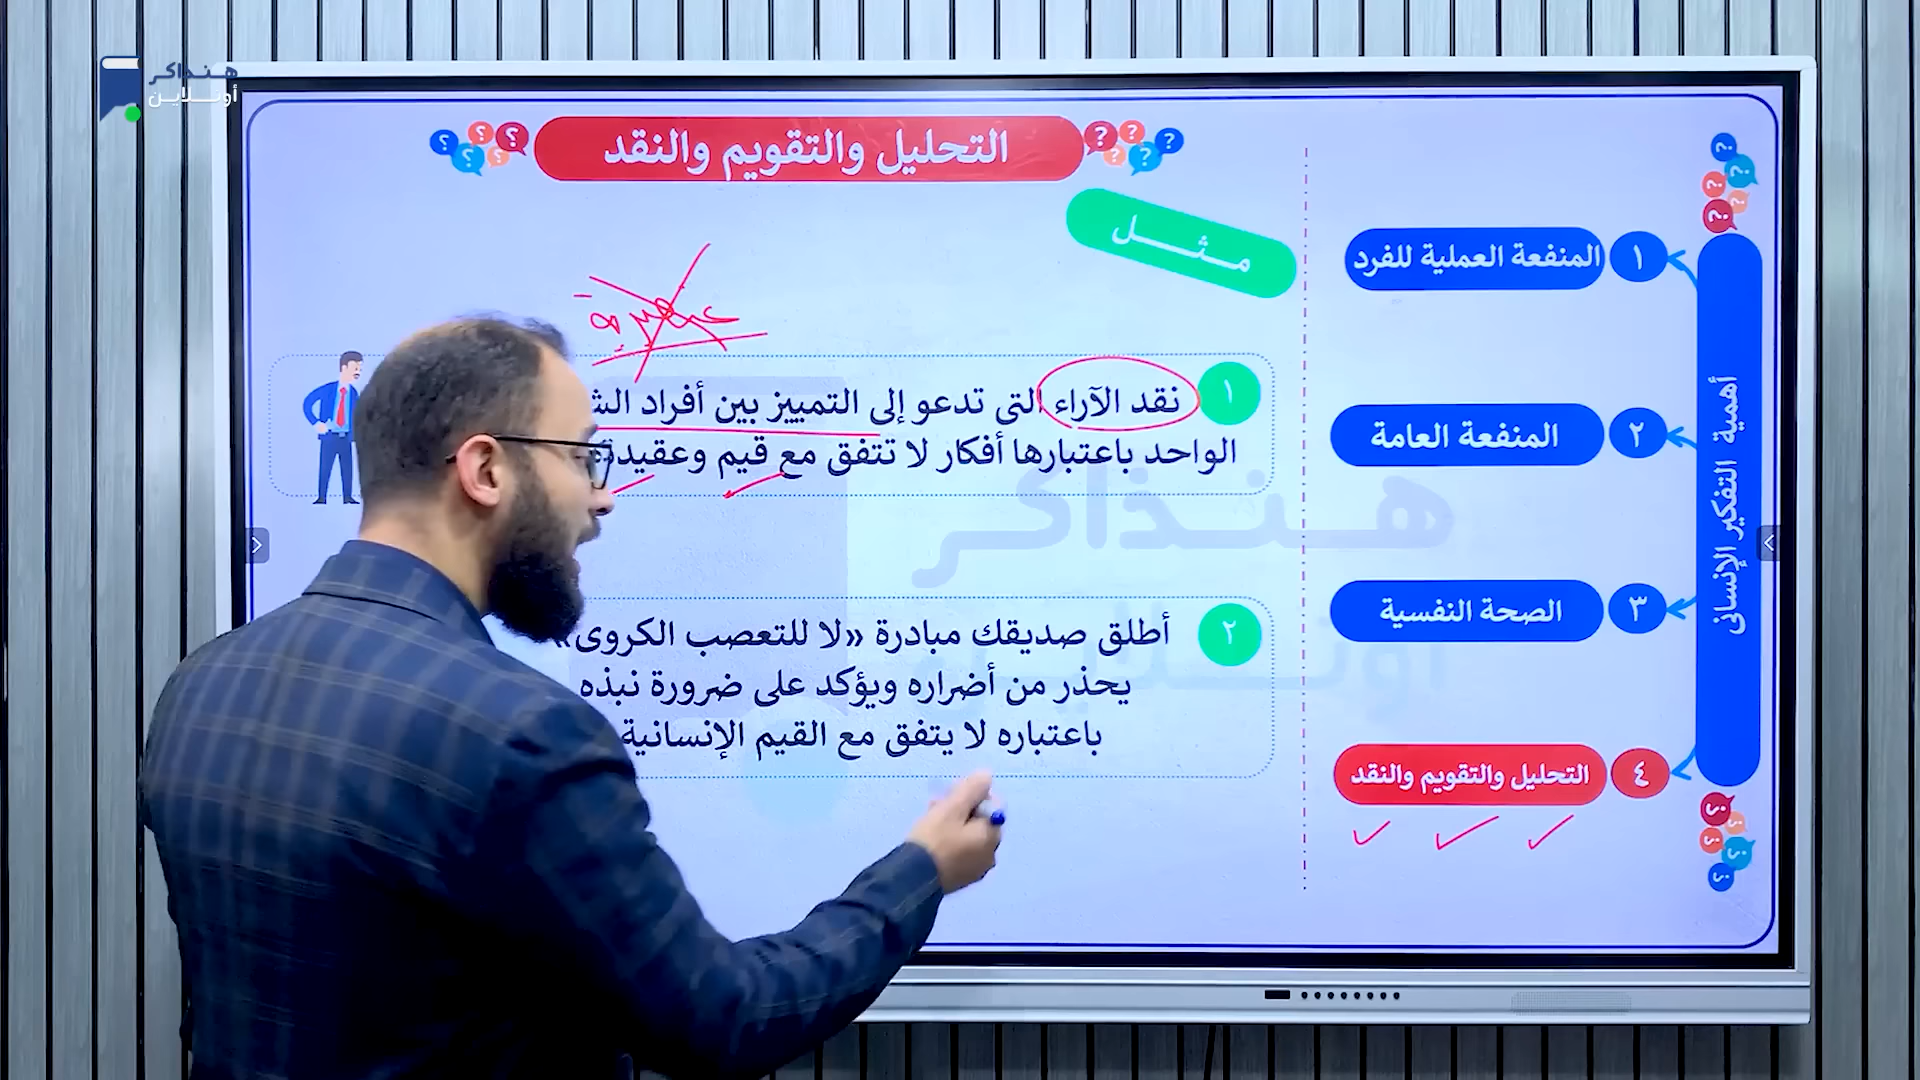 هنذاكر
أونلاين
التحليل والتقويم والنقد
مثل
١ نقد الآراء التى تدعو إلى التمييز بين أفراد
الواحد باعتبارها أفكار لا تتفق مع قيم
٢ أطلق صديقك مبادرة «لا للتعصب الكروى»
يحذر من أضراره ويؤكد على ضرورة نبذه
باعتباره لا يتفق مع القيم الإنسانية
أهمية التفكير الإنسانى
١ المنفعة العملية للفرد
٢ المنفعة العامة
٣ الصحة النفسية
٤ التحليل والتقويم والنقد
هنذاكر
أونلاين